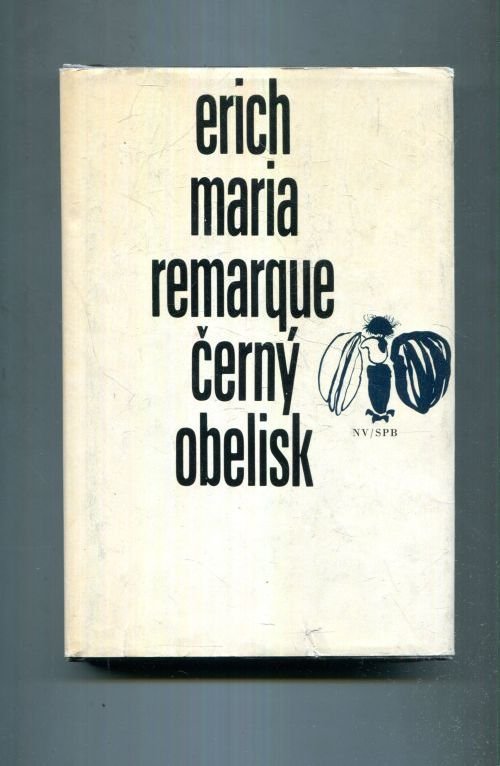 erich
maria
remarque
černý
obelisk
NV/SPB